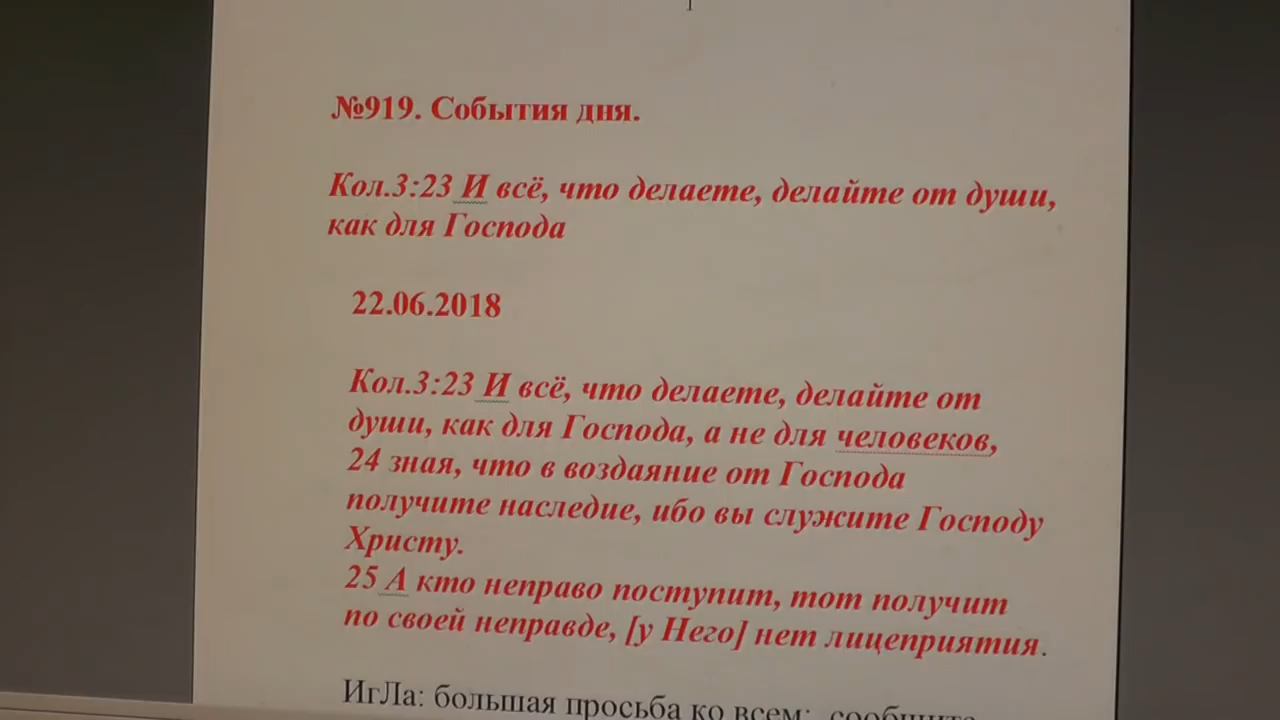 №919. События дня.
Кол.3:23 И всё, что делаете, делайте от души,
как для Господа
22.06.2018
Кол.3:23 И всё, что делаете, делайте от
души, как для Господа, а не для человеков,
24 зная, что в воздаяние от Господа
получите наследие, ибо вы служите Господу
Христу.
25 А кто неправо поступит, тот получит
по своей неправде, [у Него] нет лицеприятия.
ИгЛа: большая просьба ко всем: сообщите